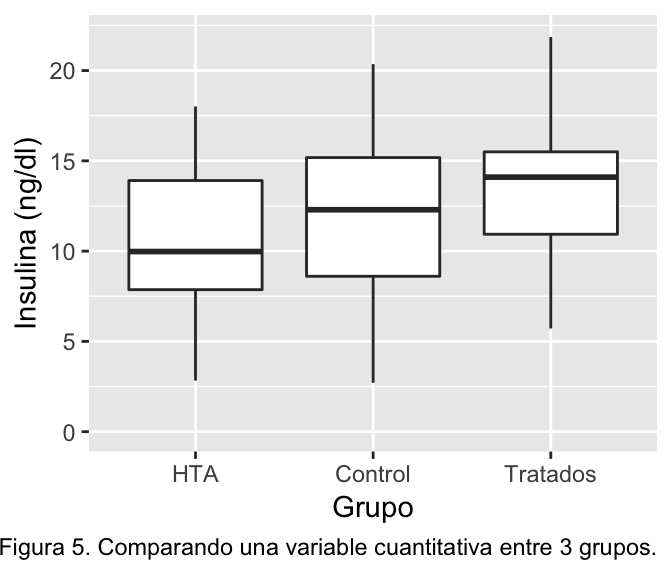 Insulina (ng/dl)
20
15
10
5
0
HTA Control Tratados
Grupo
Figura 5. Comparando una variable cuantitativa entre 3 grupos.